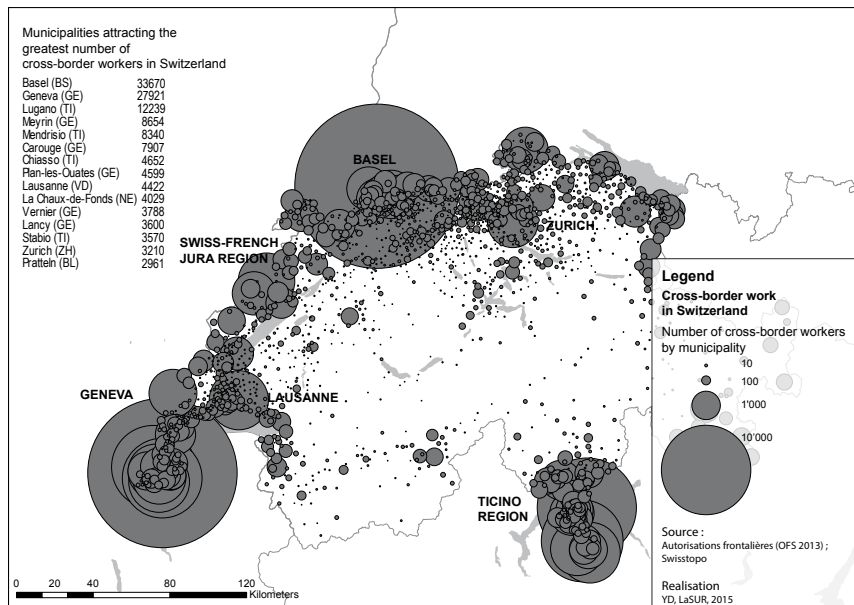 Municipalities attracting the
greatest number of
cross-border workers in Switzerland
Basel (BS) 33670
Geneva (GE) 27921
Lugano (TI) 12239
Meyrin (GE) 8654
Mendrisio (TI) 8340
Carouge (GE) 7907
Chiasso (TI) 4652
Plan-les-Ouates (GE) 4599
Lausanne (VD) 4422
La Chaux-de-Fonds (NE) 4029
Vernier (GE) 3788
Lancy (GE) 3600
Stabio (TI) 3570
Zurich (ZH) 3210
Pratteln (BL) 2961
BASEL
ZURICH
SWISS-FRENCH
JURA REGION
GENEVA
LAUSANNE
TICINO
REGION
Legend
Cross-border work
in Switzerland
Number of cross-border workers
by municipality
10
100
1'000
10'000
Source :
Autorisations frontalières (OFS 2013) ;
Swisstopo
Realisation
YD, LaSUR, 2015
0 20 40 80 120
Kilometers